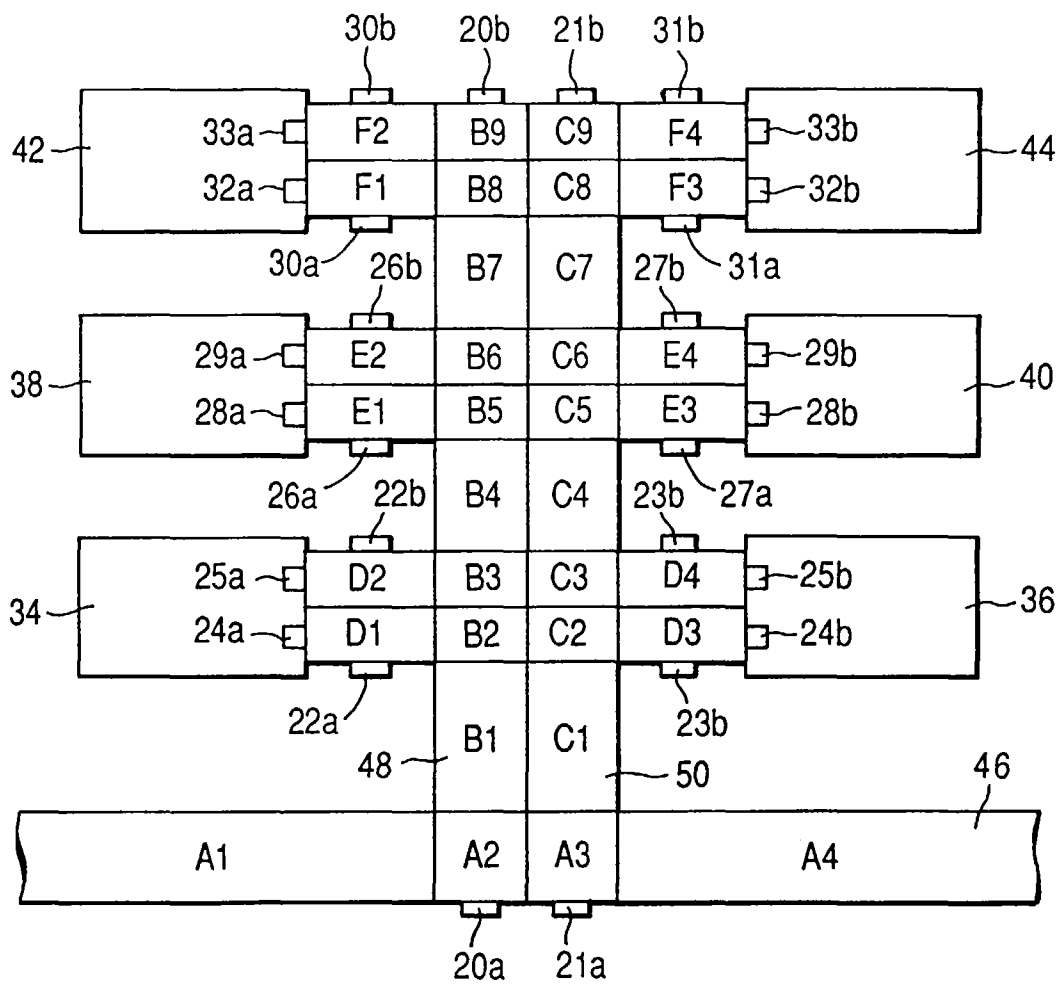 30b 20b 21b 31b
33a F2 B9 C9 F4 33b
42 44
32a F1 B8 C8 F3 32b
30a 26b B7 C7 27b 31a
29a E2 B6 C6 E4 29b
38 40
28a E1 B5 C5 E3 28b
26a 22b B4 C4 23b 27a
25a D2 B3 C3 D4 25b
34 36
24a D1 B2 C2 D3 24b
22a 23b
48 B1 C1 50 46
A1 A2 A3 A4
20a 21a